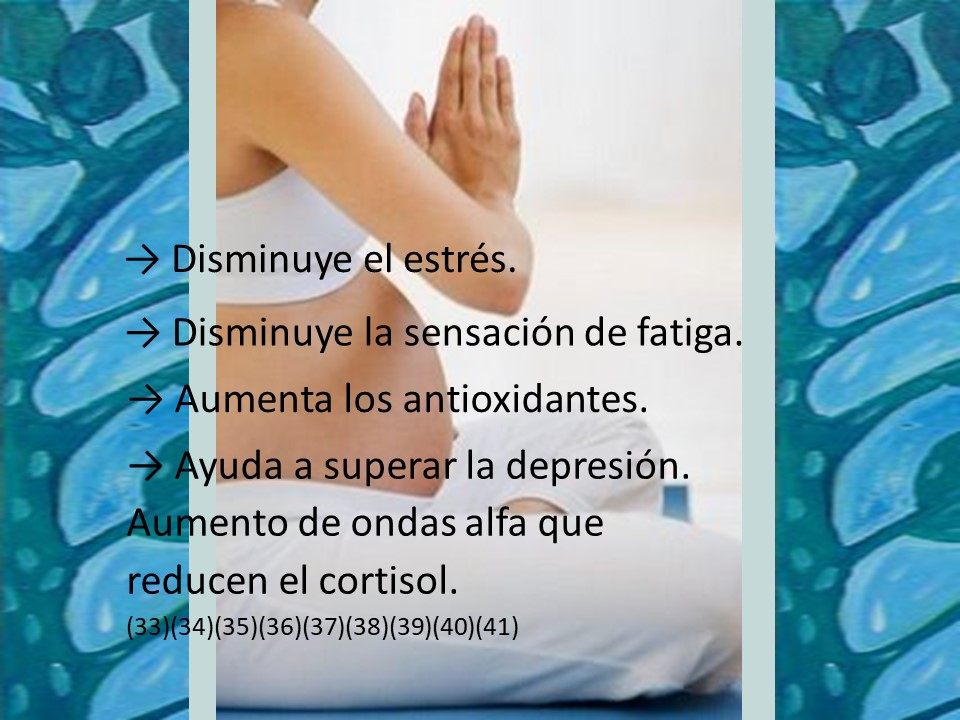 → Disminuye el estrés.
→ Disminuye la sensación de fatiga.
→ Aumenta los antioxidantes.
→ Ayuda a superar la depresión.
Aumento de ondas alfa que
reducen el cortisol.
(33)(34)(35)(36)(37)(38)(39)(40)(41)